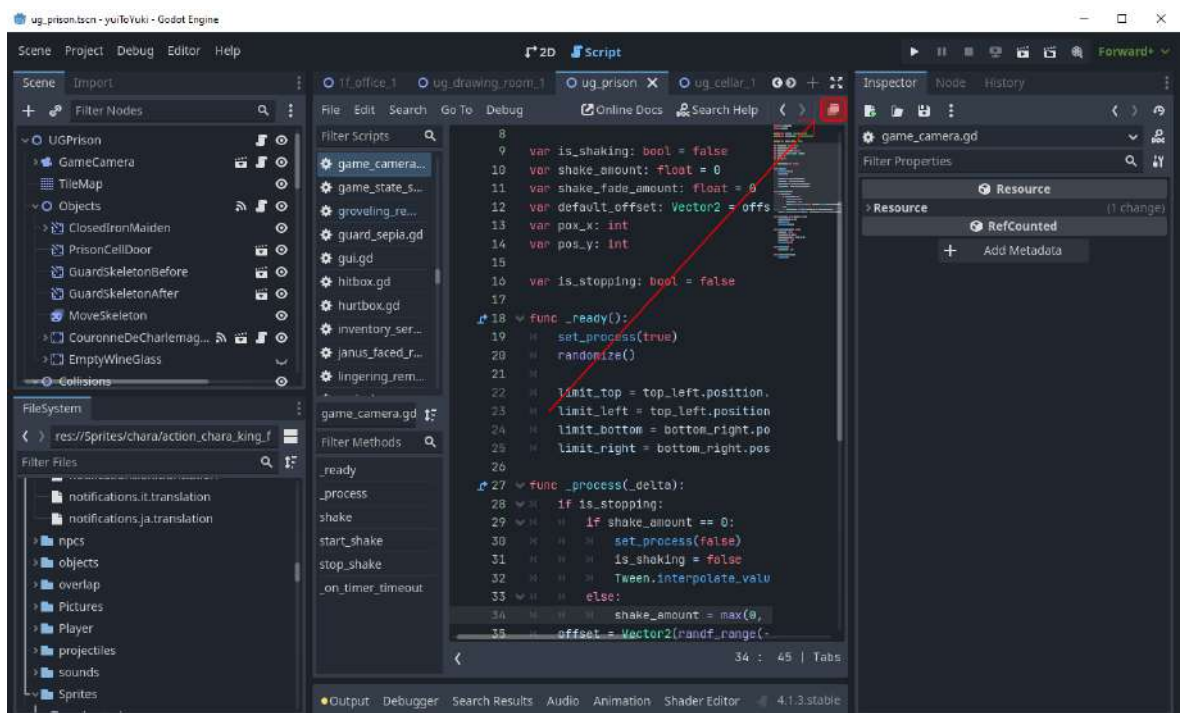 ug_prison.tscn - yuiToYuki - Godot Engine
Scene Project Debug Editor Help
2D Script
Forward+
Scene Import
Filter Nodes
UGPrison
GameCamera
TileMap
Objects
ClosedIronMaiden
PrisonCellDoor
GuardSkeletonBefore
GuardSkeletonAfter
MoveSkeleton
CouronneDeCharlemag...
EmptyWineGlass
Collisions
FileSystem
res://Sprites/chara/action_chara_king_f
Filter Files
notifications.it.translation
notifications.ja.translation
npcs
objects
overlap
Pictures
Player
projectiles
sounds
Sprites
1f_office_1 ug_drawing_room_1 ug_prison ug_cellar_1
File Edit Search Go To Debug Online Docs Search Help
Filter Scripts
game_camera...
game_state_s...
groveling_re...
guard_sepia.gd
gui.gd
hitbox.gd
hurtbox.gd
inventory_ser...
janus_faced_r...
lingering_rem...
game_camera.gd
Filter Methods
_ready
_process
shake
start_shake
stop_shake
_on_timer_timeout
8
9 var is_shaking: bool = false
10 var shake_amount: float = 0
11 var shake_fade_amount: float = 0
12 var default_offset: Vector2 = offs
13 var pox_x: int
14 var pos_y: int
15
16 var is_stopping: bool = false
17
18 func _ready():
19 set_process(true)
20 randomize()
21
22 limit_top = top_left.position.
23 limit_left = top_left.position
24 limit_bottom = bottom_right.po
25 limit_right = bottom_right.pos
26
27 func _process(_delta):
28 if is_stopping:
29 if shake_amount == 0:
30 set_process(false)
31 is_shaking = false
32 Tween.interpolate_valu
33 else:
34 shake_amount = max(0,
35 offset = Vector2(randf_range(-
34 : 45 | Tabs
Output Debugger Search Results Audio Animation Shader Editor 4.1.3.stable
Inspector Node History
game_camera.gd
Filter Properties
Resource
Resource (1 change)
RefCounted
Add Metadata